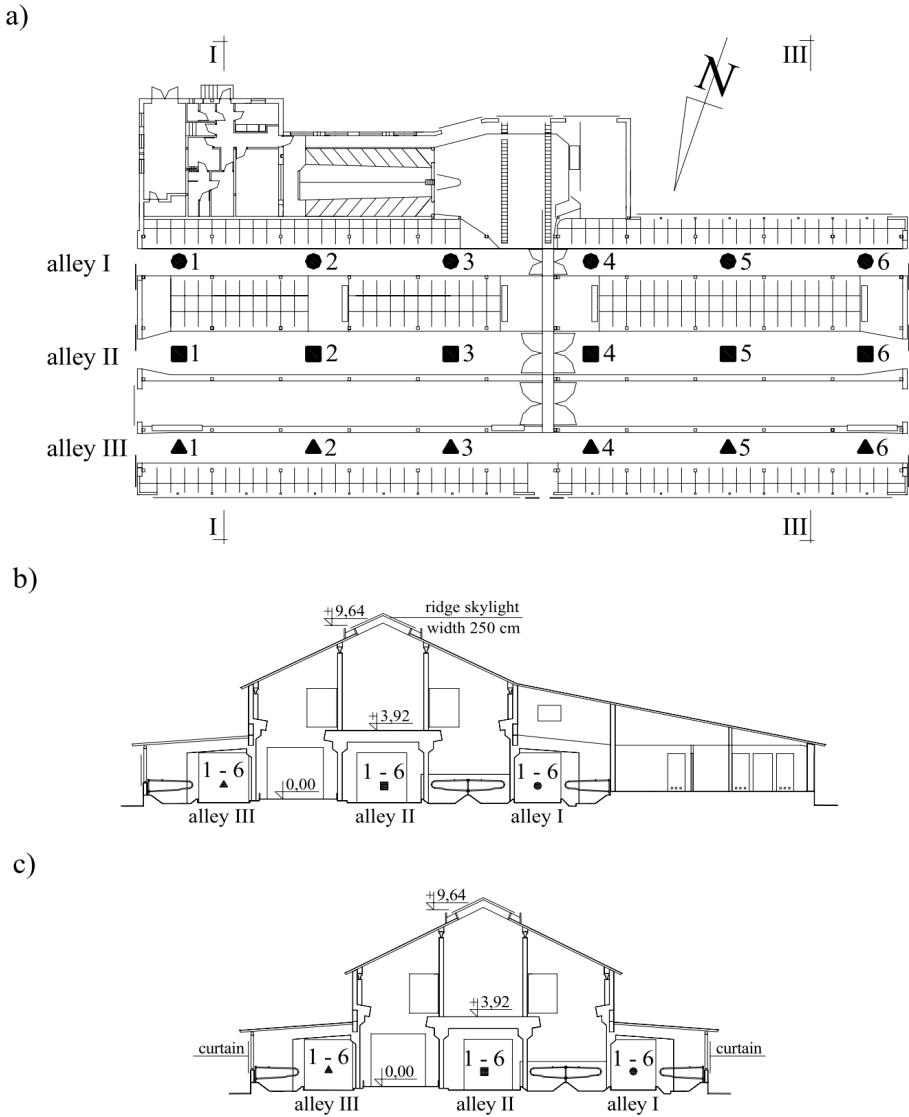 a)
I III
N
alley I 1 2 3 4 5 6
alley II 1 2 3 4 5 6
alley III 1 2 3 4 5 6
I III
b)
+9,64 ridge skylight
width 250 cm
+3,92
1 - 6 1 - 6 1 - 6
0,00
alley III alley II alley I
c)
+9,64
+3,92
curtain 1 - 6 1 - 6 1 - 6 curtain
0,00
alley III alley II alley I